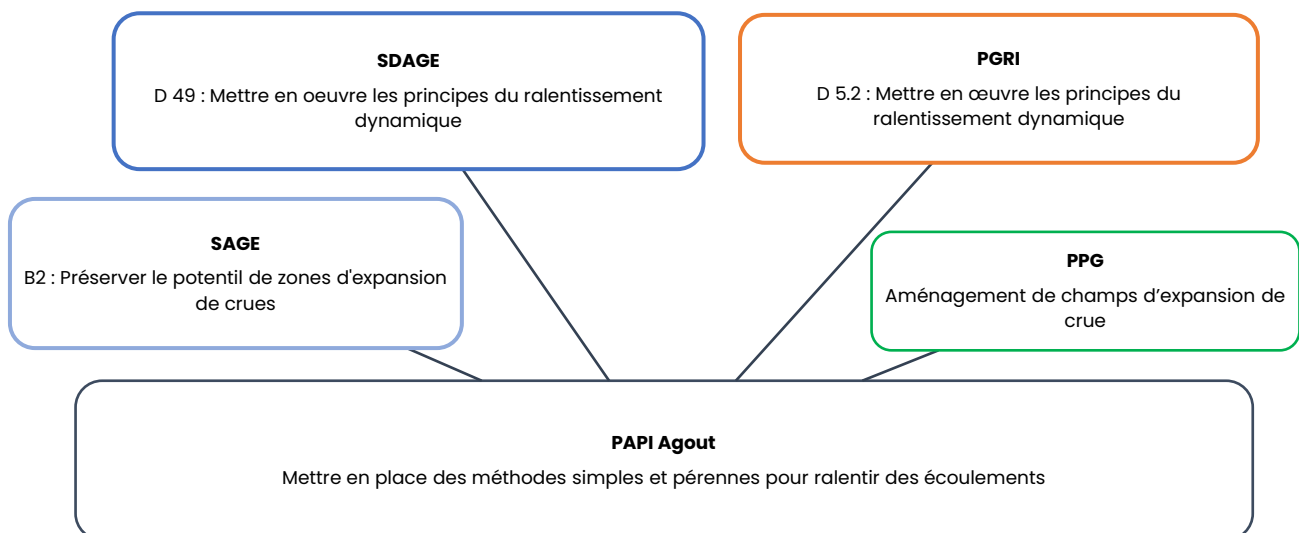 SDAGE
D 49 : Mettre en oeuvre les principes du ralentissement
dynamique
PGRI
D 5.2 : Mettre en œuvre les principes du
ralentissement dynamique
SAGE
B2 : Préserver le potentil de zones d'expansion
de crues
PPG
Aménagement de champs d’expansion de
crue
PAPI Agout
Mettre en place des méthodes simples et pérennes pour ralentir des écoulements